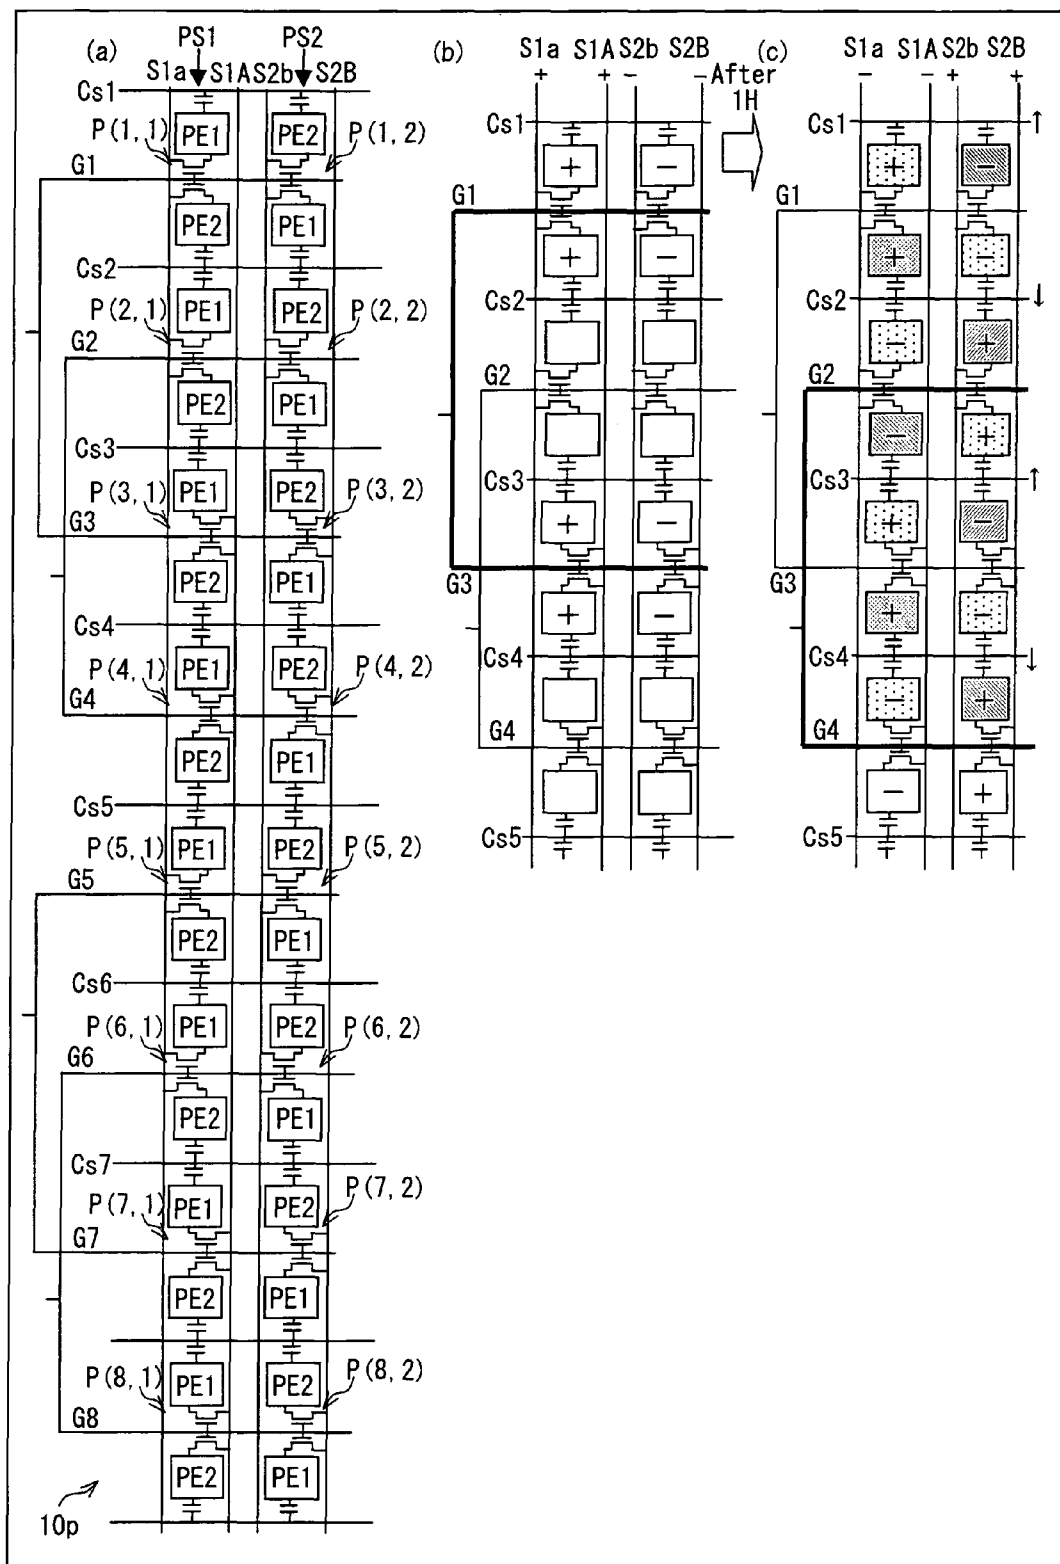 (a) PS1 PS2
S1a S1A S2b S2B
Cs1
P(1, 1) PE1 PE2 P(1, 2)
G1
PE2 PE1
Cs2
P(2, 1) PE1 PE2 P(2, 2)
G2
PE2 PE1
Cs3
P(3, 1) PE1 PE2 P(3, 2)
G3
PE2 PE1
Cs4
P(4, 1) PE1 PE2 P(4, 2)
G4
PE2 PE1
Cs5
P(5, 1) PE1 PE2 P(5, 2)
G5
PE2 PE1
Cs6
P(6, 1) PE1 PE2 P(6, 2)
G6
PE2 PE1
Cs7
P(7, 1) PE1 PE2 P(7, 2)
G7
PE2 PE1
P(8, 1) PE1 PE2 P(8, 2)
G8
PE2 PE1
10p
(b) S1a S1A S2b S2B
+ + − −
Cs1
+ −
G1
+ −
Cs2
G2
Cs3
+ −
G3
+ −
Cs4
G4
Cs5
After
1H
(c) S1a S1A S2b S2B
− − + +
Cs1 ↑
+ −
G1
+ −
Cs2 ↓
− +
G2
− +
Cs3 ↑
+ −
G3
+ −
Cs4 ↓
− +
G4
− +
Cs5